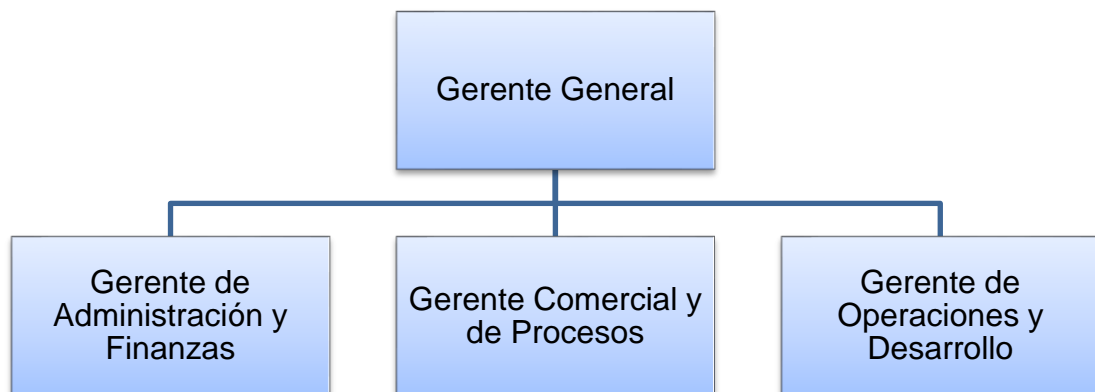 Gerente General
Gerente de
Administración y
Finanzas
Gerente Comercial y
de Procesos
Gerente de
Operaciones y
Desarrollo